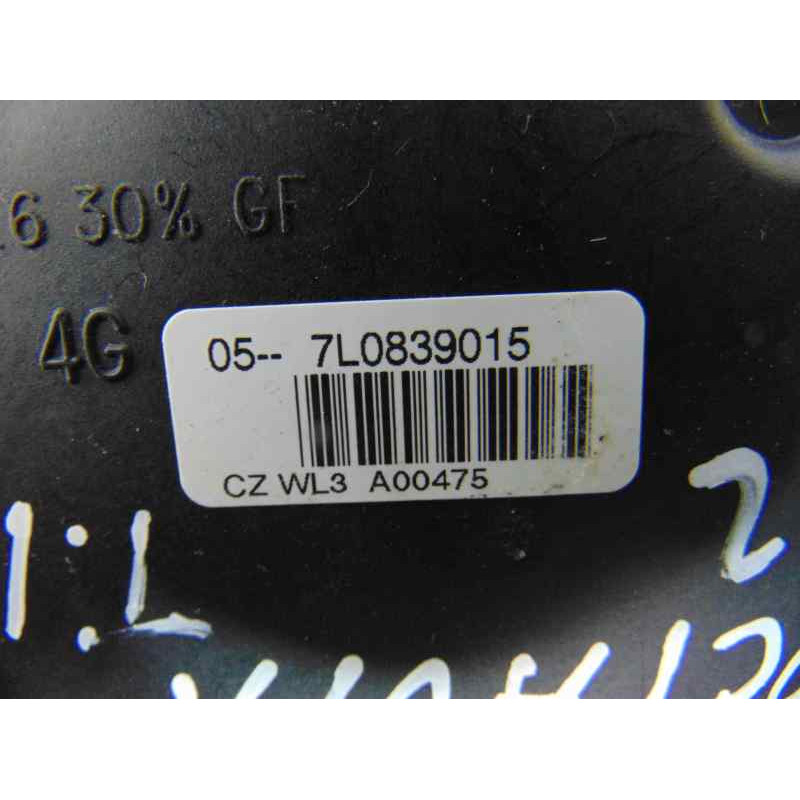 6 30% GF
4G
05-- 7L0839015
CZ WL3 A00475
2